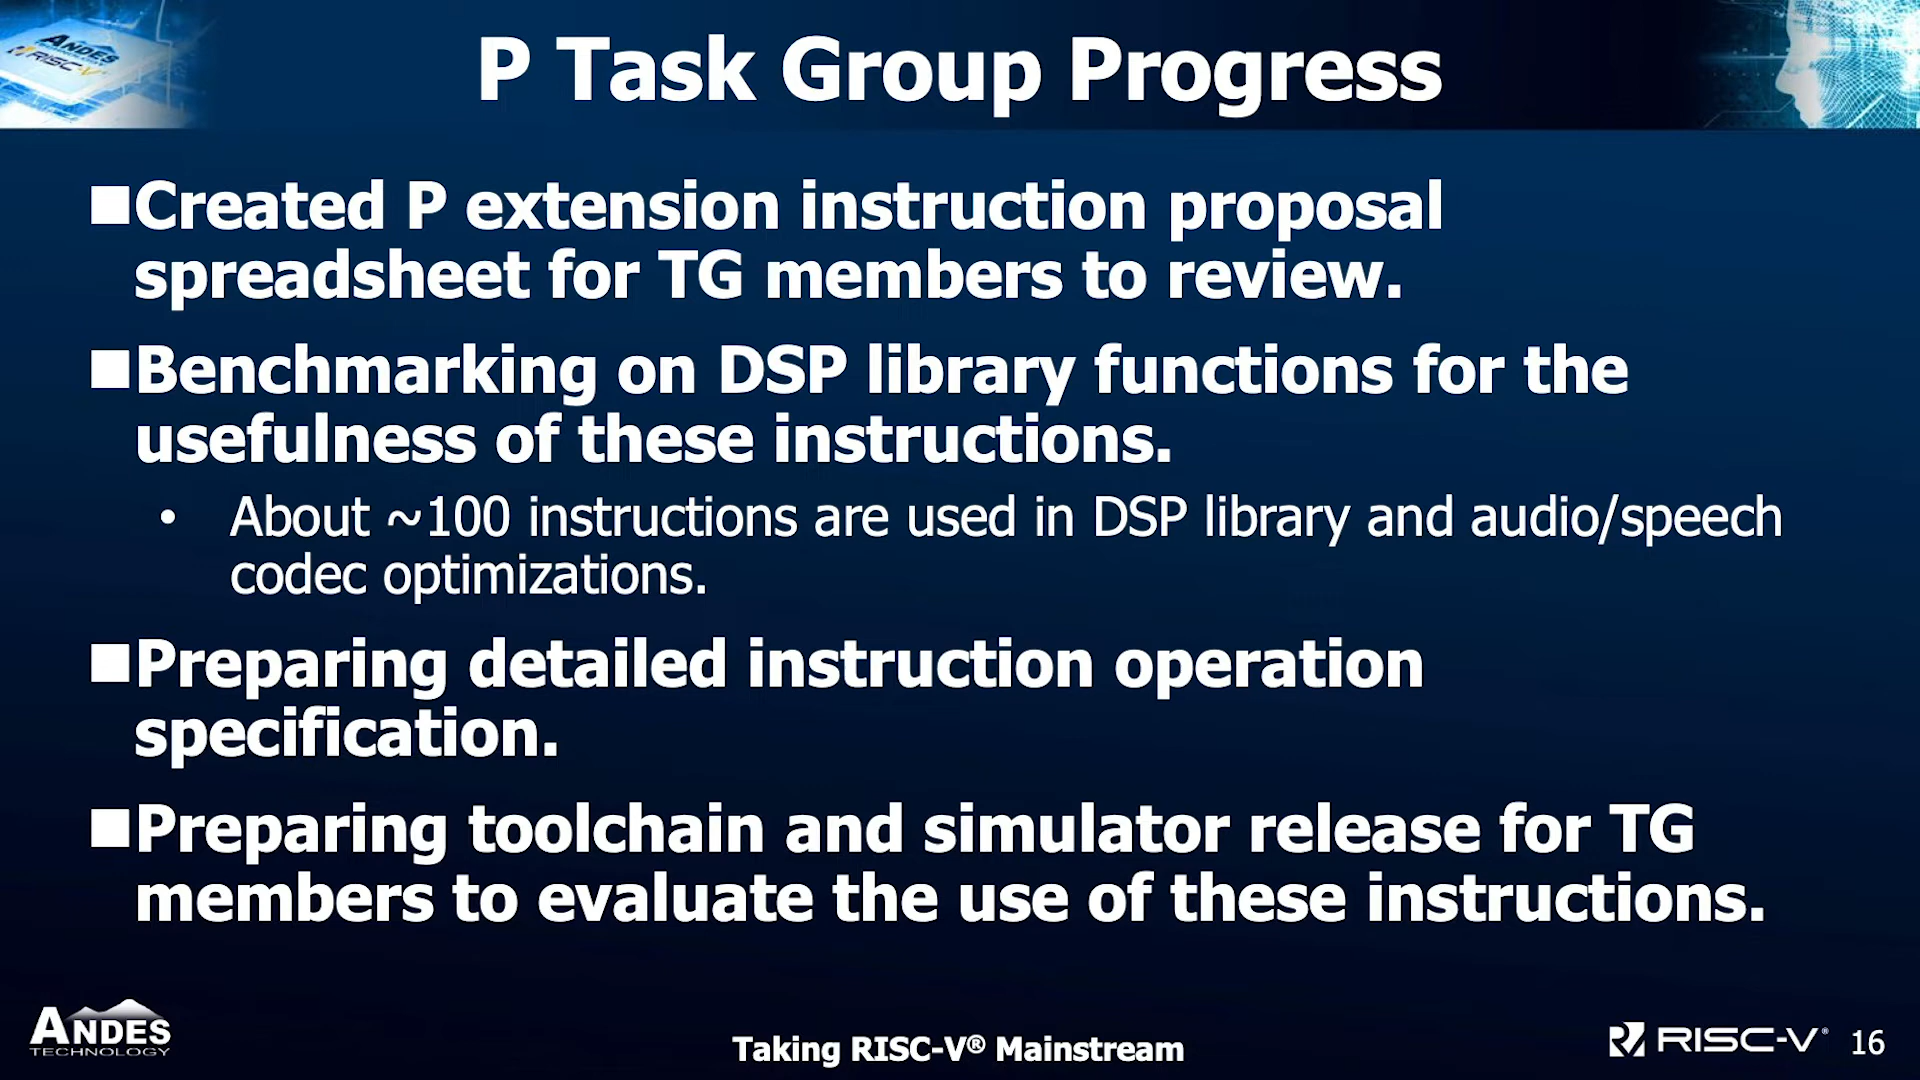 ANDES
RISC-V
P Task Group Progress
Created P extension instruction proposal
spreadsheet for TG members to review.
Benchmarking on DSP library functions for the
usefulness of these instructions.
• About ~100 instructions are used in DSP library and audio/speech
codec optimizations.
Preparing detailed instruction operation
specification.
Preparing toolchain and simulator release for TG
members to evaluate the use of these instructions.
ANDES
TECHNOLOGY
Taking RISC-V® Mainstream
RISC-V®
16